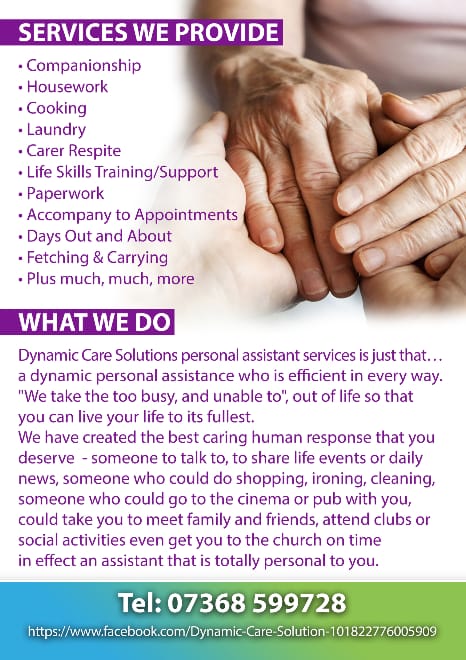 SERVICES WE PROVIDE
• Companionship
• Housework
• Cooking
• Laundry
• Carer Respite
• Life Skills Training/Support
• Paperwork
• Accompany to Appointments
• Days Out and About
• Fetching & Carrying
• Plus much, much, more
WHAT WE DO
Dynamic Care Solutions personal assistant services is just that…
a dynamic personal assistance who is efficient in every way.
"We take the too busy, and unable to", out of life so that
you can live your life to its fullest.
We have created the best caring human response that you
deserve - someone to talk to, to share life events or daily
news, someone who could do shopping, ironing, cleaning,
someone who could go to the cinema or pub with you,
could take you to meet family and friends, attend clubs or
social activities even get you to the church on time
in effect an assistant that is totally personal to you.
Tel: 07368 599728
https://www.facebook.com/Dynamic-Care-Solution-101822776005909